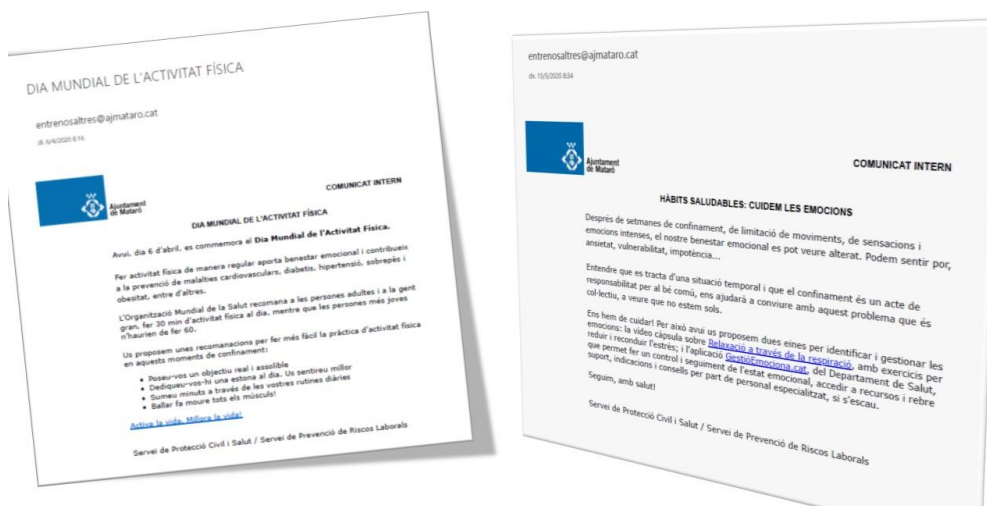 DIA MUNDIAL DE L'ACTIVITAT FÍSICA
entrenosaltres@ajmataro.cat
dl. 6/4/2020 8:16
Ajuntament
de Mataró
COMUNICAT INTERN
DIA MUNDIAL DE L'ACTIVITAT FÍSICA
Avui, dia 6 d'abril, es commemora el Dia Mundial de l'Activitat Física.
Fer activitat física de manera regular aporta benestar emocional i contribueix
a la prevenció de malalties cardiovasculars, diabetis, hipertensió, sobrepès i
obesitat, entre d'altres.
L'Organització Mundial de la Salut recomana a les persones adultes i a la gent
gran, fer 30 min d'activitat física al dia, mentre que les persones més joves
n'haurien de fer 60.
Us proposem unes recomanacions per fer més fàcil la pràctica d'activitat física
en aquests moments de confinament:
• Poseu-vos un objectiu real i assolible
• Dediqueu-vos-hi una estona al dia. Us sentireu millor
• Sumeu minuts a través de les vostres rutines diàries
• Ballar fa moure tots els músculs!
Activa la vida, Millora la vida!
Servei de Protecció Civil i Salut / Servei de Prevenció de Riscos Laborals
entrenosaltres@ajmataro.cat
dv. 15/5/2020 8:34
Ajuntament
de Mataró
COMUNICAT INTERN
HÀBITS SALUDABLES: CUIDEM LES EMOCIONS
Després de setmanes de confinament, de limitació de moviments, de sensacions i
emocions intenses, el nostre benestar emocional es pot veure alterat. Podem sentir por,
ansietat, vulnerabilitat, impotència...
Entendre que es tracta d'una situació temporal i que el confinament és un acte de
responsabilitat per al bé comú, ens ajudarà a conviure amb aquest problema que és
col·lectiu, a veure que no estem sols.
Ens hem de cuidar! Per això avui us proposem dues eines per identificar i gestionar les
emocions: la vídeo càpsula sobre Relaxació a través de la respiració, amb exercicis per
reduir i reconduir l'estrès; i l'aplicació GestióEmociona.cat, del Departament de Salut,
que permet fer un control i seguiment de l'estat emocional, accedir a recursos i rebre
suport, indicacions i consells per part de personal especialitzat, si s'escau.
Seguim, amb salut!
Servei de Protecció Civil i Salut / Servei de Prevenció de Riscos Laborals